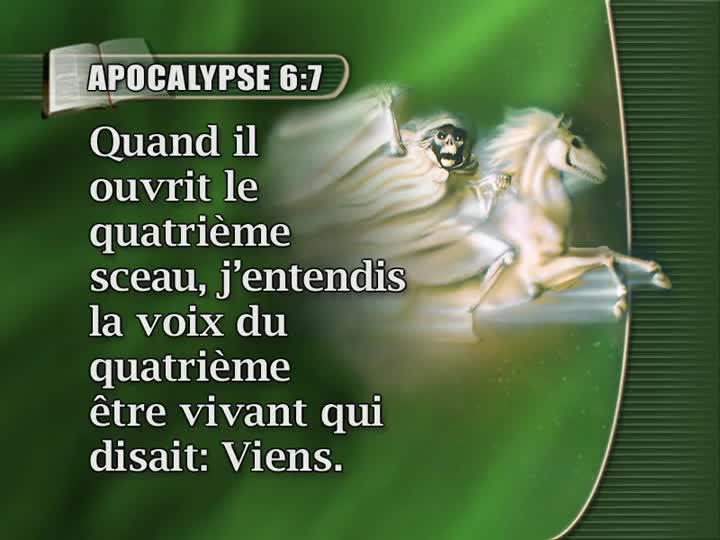 APOCALYPSE 6:7
Quand il
ouvrit le
quatrième
sceau, j’entendis
la voix du
quatrième
être vivant qui
disait: Viens.